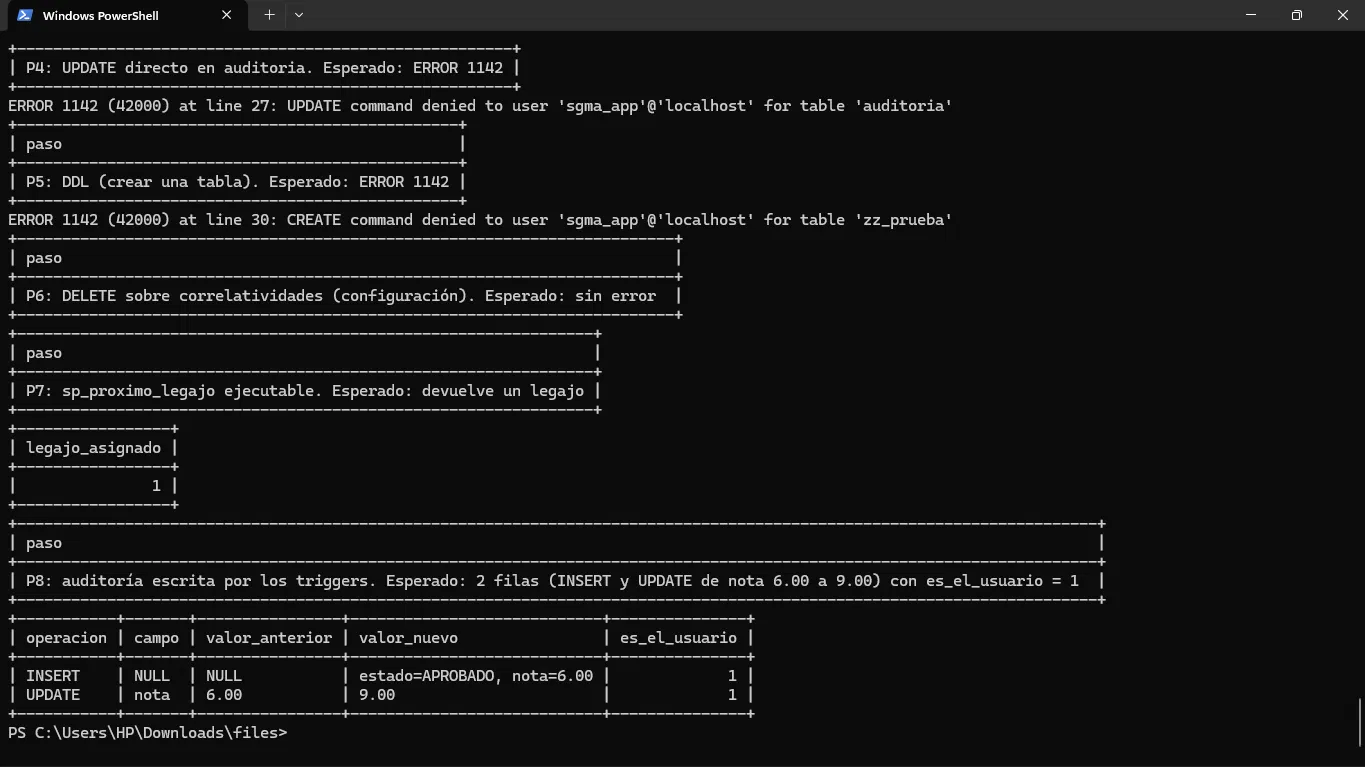 Windows PowerShell
+-------------------------------------------------------+
| P4: UPDATE directo en auditoria. Esperado: ERROR 1142 |
+-------------------------------------------------------+
ERROR 1142 (42000) at line 27: UPDATE command denied to user 'sgma_app'@'localhost' for table 'auditoria'
+-------------------------------------------------+
| paso                                            |
+-------------------------------------------------+
| P5: DDL (crear una tabla). Esperado: ERROR 1142 |
+-------------------------------------------------+
ERROR 1142 (42000) at line 30: CREATE command denied to user 'sgma_app'@'localhost' for table 'zz_prueba'
+-------------------------------------------------------------------------+
| paso                                                                    |
+-------------------------------------------------------------------------+
| P6: DELETE sobre correlatividades (configuración). Esperado: sin error  |
+-------------------------------------------------------------------------+
+----------------------------------------------------------------+
| paso                                                           |
+----------------------------------------------------------------+
| P7: sp_proximo_legajo ejecutable. Esperado: devuelve un legajo |
+----------------------------------------------------------------+
+-----------------+
| legajo_asignado |
+-----------------+
|               1 |
+-----------------+
+------------------------------------------------------------------------------------------------------------------------+
| paso                                                                                                                   |
+------------------------------------------------------------------------------------------------------------------------+
| P8: auditoría escrita por los triggers. Esperado: 2 filas (INSERT y UPDATE de nota 6.00 a 9.00) con es_el_usuario = 1  |
+------------------------------------------------------------------------------------------------------------------------+
+-----------+-------+----------------+----------------------------+---------------+
| operacion | campo | valor_anterior | valor_nuevo                | es_el_usuario |
+-----------+-------+----------------+----------------------------+---------------+
| INSERT    | NULL  | NULL           | estado=APROBADO, nota=6.00 |             1 |
| UPDATE    | nota  | 6.00           | 9.00                       |             1 |
+-----------+-------+----------------+----------------------------+---------------+
PS C:\Users\HP\Downloads\files>